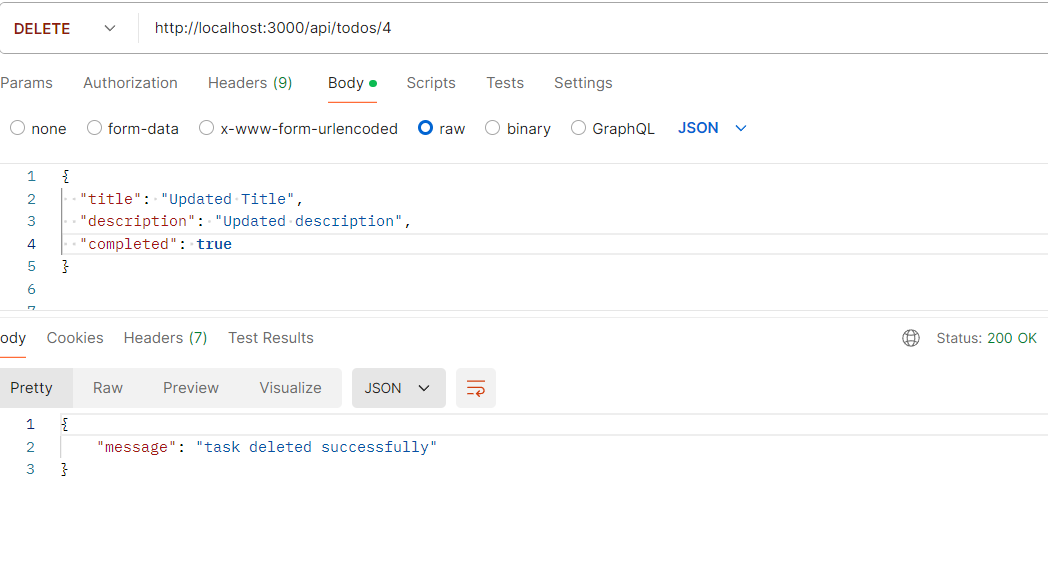 DELETE http://localhost:3000/api/todos/4
Params Authorization Headers (9) Body Scripts Tests Settings
none form-data x-www-form-urlencoded raw binary GraphQL JSON
1 {
2 "title": "Updated Title",
3 "description": "Updated description",
4 "completed": true
5 }
6
7
ody Cookies Headers (7) Test Results Status: 200 OK
Pretty Raw Preview Visualize JSON
1 {
2 "message": "task deleted successfully"
3 }